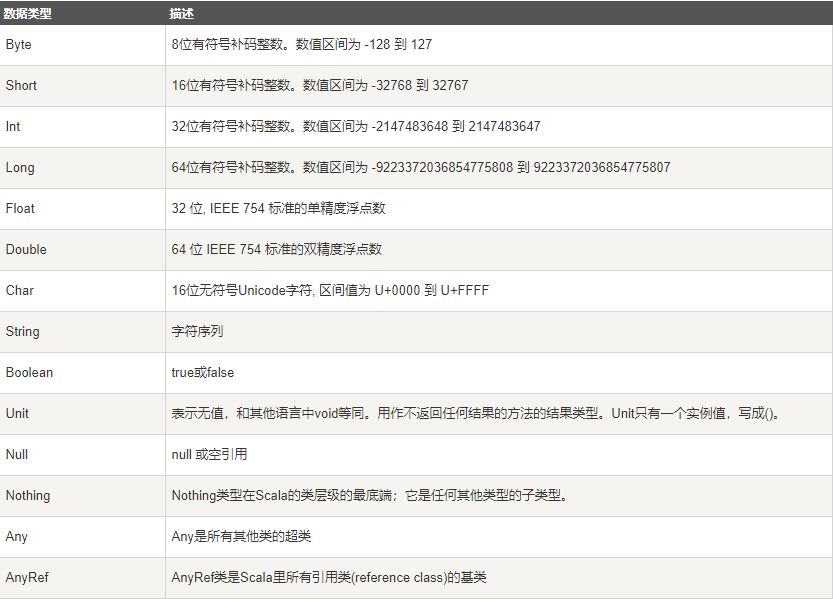 数据类型 描述
Byte 8位有符号补码整数。数值区间为 -128 到 127
Short 16位有符号补码整数。数值区间为 -32768 到 32767
Int 32位有符号补码整数。数值区间为 -2147483648 到 2147483647
Long 64位有符号补码整数。数值区间为 -9223372036854775808 到 9223372036854775807
Float 32 位, IEEE 754 标准的单精度浮点数
Double 64 位 IEEE 754 标准的双精度浮点数
Char 16位无符号Unicode字符, 区间值为 U+0000 到 U+FFFF
String 字符序列
Boolean true或false
Unit 表示无值，和其他语言中void等同。用作不返回任何结果的方法的结果类型。Unit只有一个实例值，写成()。
Null null 或空引用
Nothing Nothing类型在Scala的类层级的最底端；它是任何其他类型的子类型。
Any Any是所有其他类的超类
AnyRef AnyRef类是Scala里所有引用类(reference class)的基类